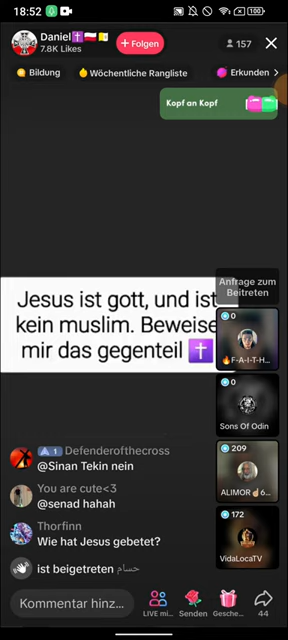 18:52
100
Daniel✝️🇵🇱🇻🇦
7.8K Likes
+ Folgen
157
Bildung
Wöchentliche Rangliste
Erkunden >
Kopf an Kopf
Anfrage zum
Beitreten
Jesus ist gott, und ist
kein muslim. Beweise
mir das gegenteil ✝️
0
🔥F-A-I-T-H...
0
Sons Of Odin
209
ALIMOR☝🏼6...
172
VidaLocaTV
1 Defenderofthecross
@Sinan Tekin nein
You are cute<3
@senad hahah
Thorfinn
Wie hat Jesus gebetet?
👋 ist beigetreten حسام
Kommentar hinz...
LIVE mi...
Senden
Gesche...
44